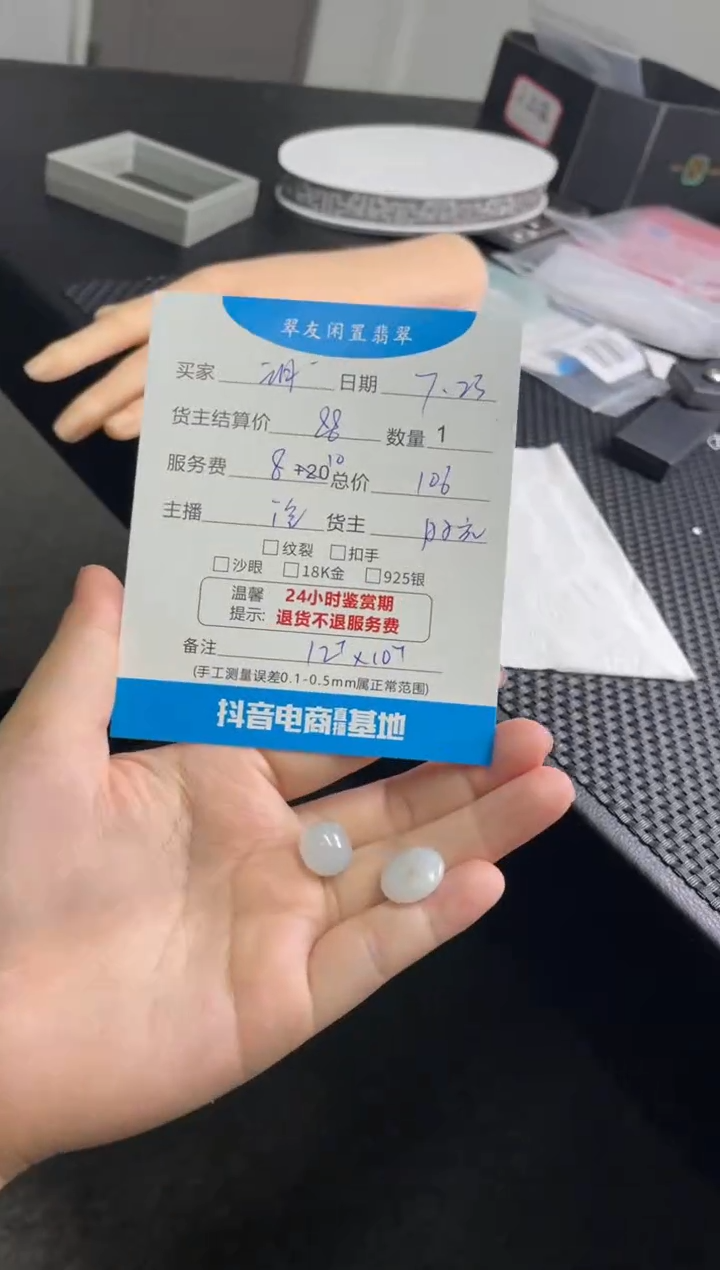 翠友闲置翡翠
买家 日期 7.23
货主结算价 88 数量 1
服务费 8 +20 10 总价 106
主播 货主
□纹裂 □扣手
□沙眼 □18K金 □925银
温馨 24小时鉴赏期
提示: 退货不退服务费
备注 12⁷×10⁷
(手工测量误差0.1-0.5mm属正常范围)
抖音电商直播基地